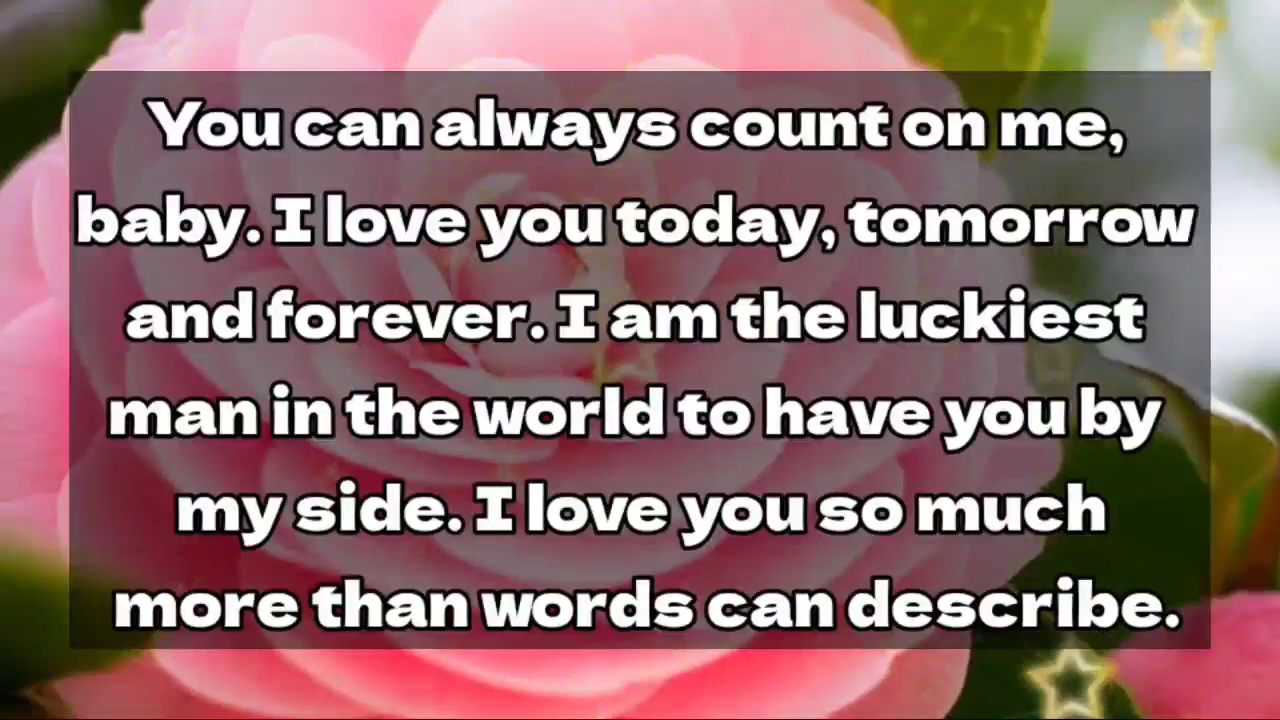 You can always count on me,
baby. I love you today, tomorrow
and forever. I am the luckiest
man in the world to have you by
my side. I love you so much
more than words can describe.